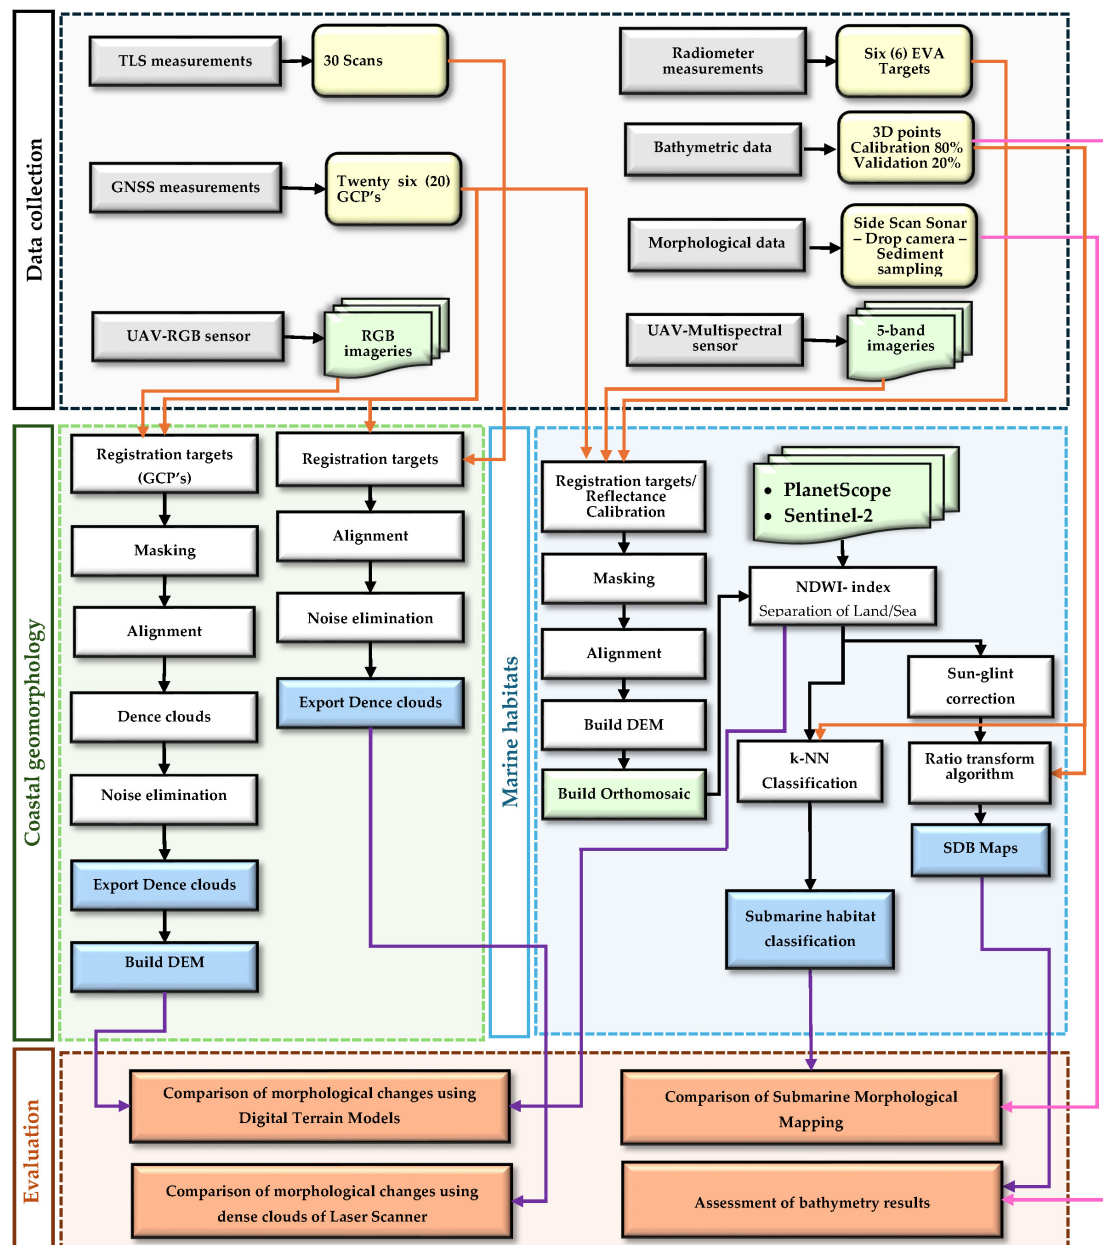 Data collection
TLS measurements
30 Scans
GNSS measurements
Twenty six (20)
GCP's
UAV-RGB sensor
RGB
imageries
Radiometer
measurements
Six (6) EVA
Targets
Bathymetric data
3D points
Calibration 80%
Validation 20%
Morphological data
Side Scan Sonar
– Drop camera –
Sediment
sampling
UAV-Multispectral
sensor
5-band
imageries
Coastal geomorphology
Registration targets
(GCP's)
Masking
Alignment
Dence clouds
Noise elimination
Export Dence clouds
Build DEM
Registration targets
Alignment
Noise elimination
Export Dence clouds
Marine habitats
Registration targets/
Reflectance
Calibration
Masking
Alignment
Build DEM
Build Orthomosaic
• PlanetScope
• Sentinel-2
NDWI- index
Separation of Land/Sea
k-NN
Classification
Submarine habitat
classification
Sun-glint
correction
Ratio transform
algorithm
SDB Maps
Evaluation
Comparison of morphological changes using
Digital Terrain Models
Comparison of morphological changes using
dense clouds of Laser Scanner
Comparison of Submarine Morphological
Mapping
Assessment of bathymetry results